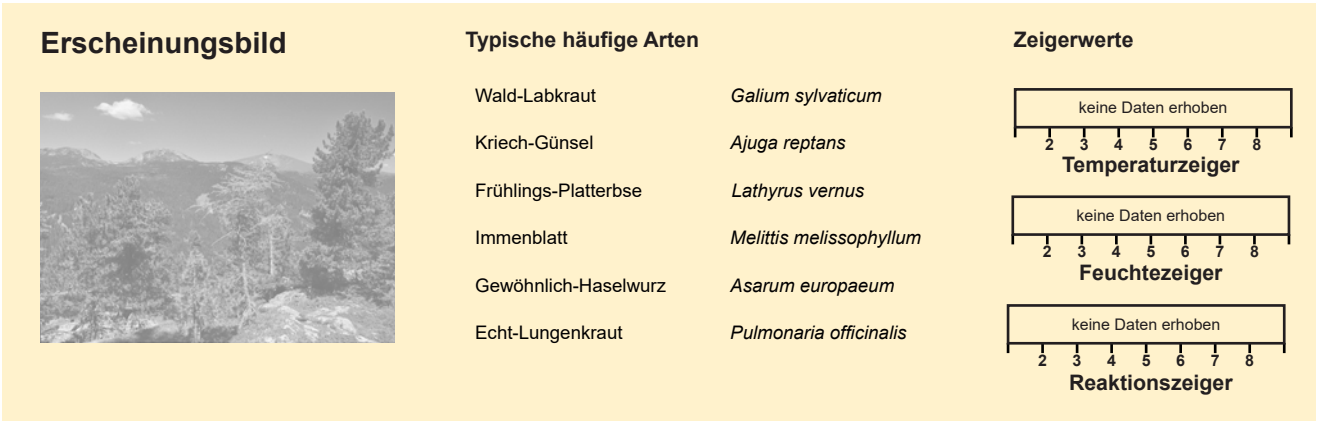 Erscheinungsbild
Typische häufige Arten
Wald-Labkraut Galium sylvaticum
Kriech-Günsel Ajuga reptans
Frühlings-Platterbse Lathyrus vernus
Immenblatt Melittis melissophyllum
Gewöhnlich-Haselwurz Asarum europaeum
Echt-Lungenkraut Pulmonaria officinalis
Zeigerwerte
keine Daten erhoben
2 3 4 5 6 7 8
Temperaturzeiger
keine Daten erhoben
2 3 4 5 6 7 8
Feuchtezeiger
keine Daten erhoben
2 3 4 5 6 7 8
Reaktionszeiger